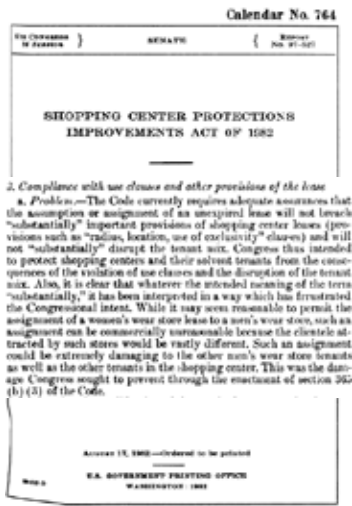 Calendar No. 764
SENATE
REPORT
No. 97-527
SHOPPING CENTER PROTECTIONS
IMPROVEMENTS ACT OF 1982
2. Compliance with use clauses and other provisions of the lease
a. Problem.—The Code currently requires adequate assurances that
the assumption or assignment of an unexpired lease will not breach
"substantially" important provisions of shopping center leases (pro-
visions such as "radius, location, use of exclusivity" clauses) and will
not "substantially" disrupt the tenant mix. Congress thus intended
to protect shopping centers and their solvent tenants from the conse-
quences of the violation of use clauses and the disruption of the tenant
mix. Also, it is clear that whatever the intended meaning of the term
"substantially," it has been interpreted in a way which has frustrated
the Congressional intent. While it may seem reasonable to permit the
assignment of a women's wear store lease to a men's wear store, such an
assignment can be commercially unreasonable because the clientele at-
tracted by such stores would be vastly different. Such an assignment
could be extremely damaging to the other men's wear store tenants
as well as the other tenants in the shopping center. This was the dam-
age Congress sought to prevent through the enactment of section 365
(b) (3) of the Code.
AUGUST 17, 1982—Ordered to be printed
U.S. GOVERNMENT PRINTING OFFICE
WASHINGTON : 1982